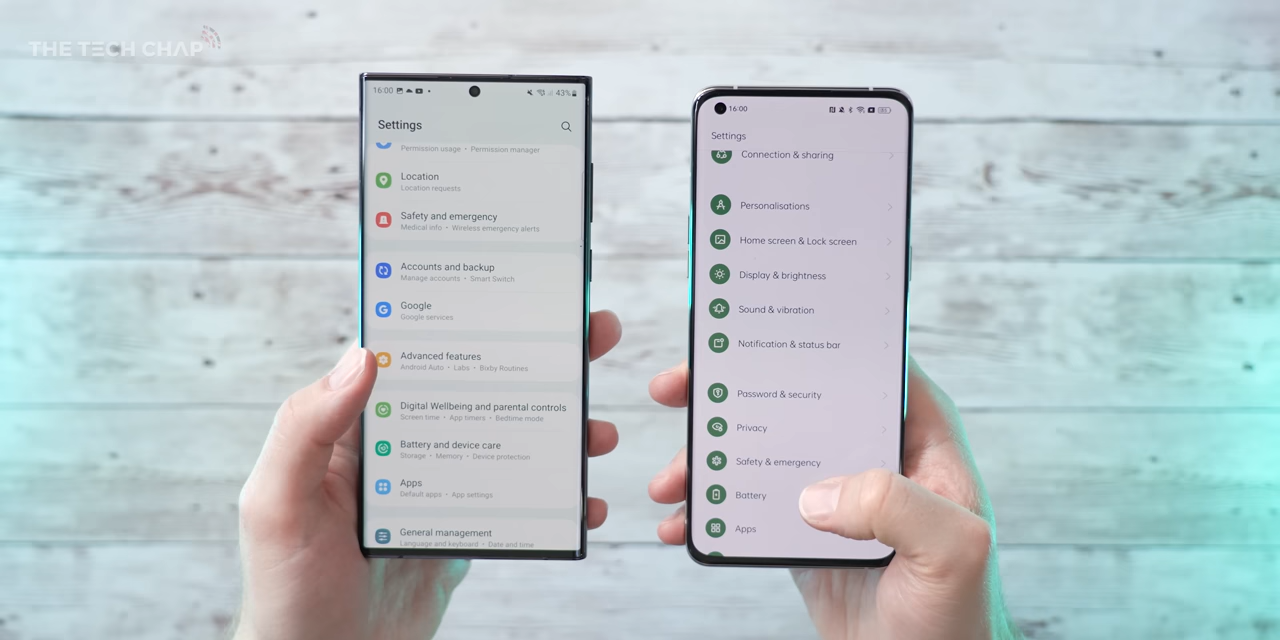 THE TECH CHAP
16:00
43%
Settings
Permission usage • Permission manager
Location
Location requests
Safety and emergency
Medical info • Wireless emergency alerts
Accounts and backup
Manage accounts • Smart Switch
Google
Google services
Advanced features
Android Auto • Labs • Bixby Routines
Digital Wellbeing and parental controls
Screen time • App timers • Bedtime mode
Battery and device care
Storage • Memory • Device protection
Apps
Default apps • App settings
General management
Language and keyboard • Date and time
16:00
Settings
Connection & sharing
Personalisations
Home screen & Lock screen
Display & brightness
Sound & vibration
Notification & status bar
Password & security
Privacy
Safety & emergency
Battery
Apps